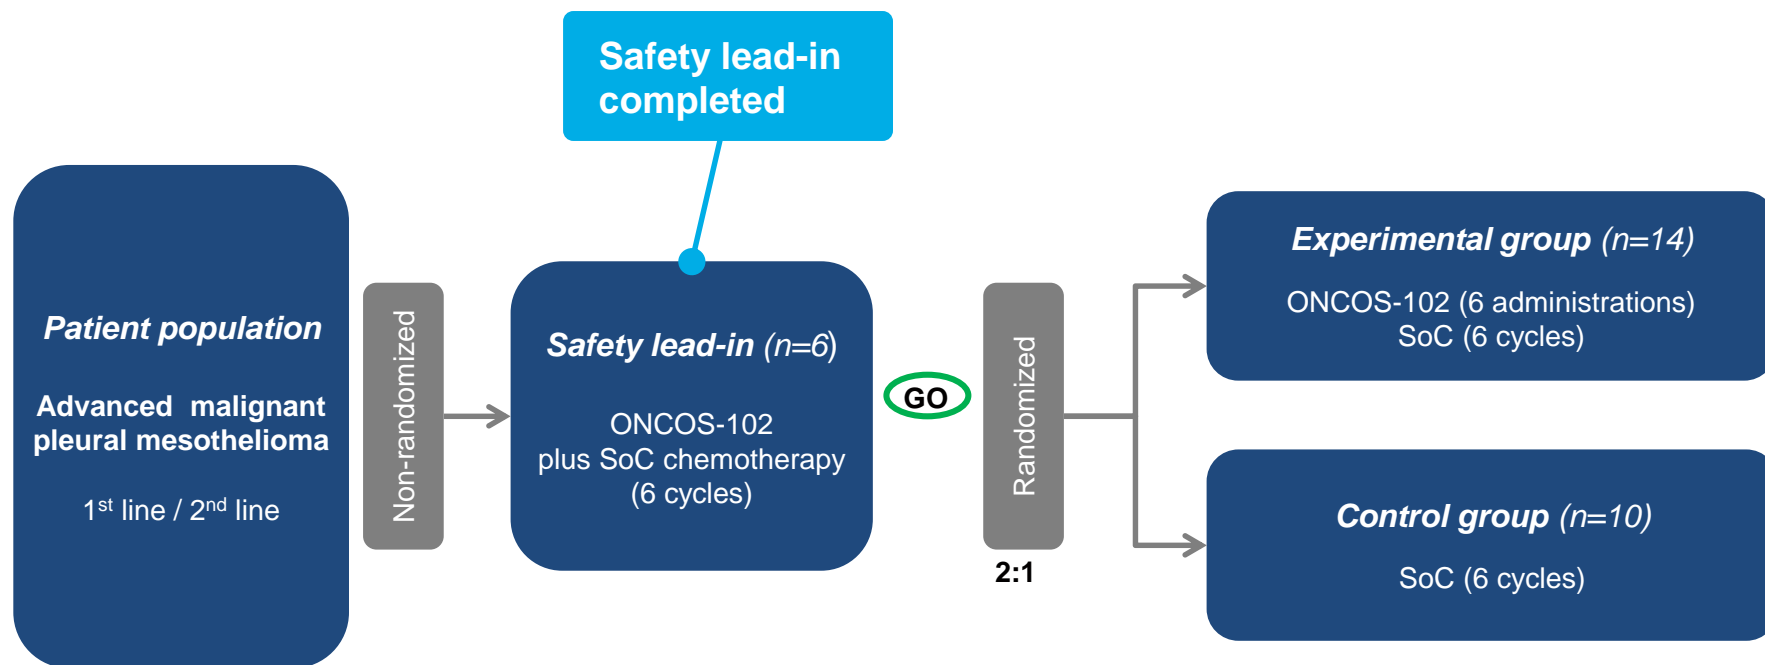 Safety lead-in
completed
Patient population
Advanced malignant
pleural mesothelioma
1st line / 2nd line
Non-randomized
Safety lead-in (n=6)
ONCOS-102
plus SoC chemotherapy
(6 cycles)
GO
Randomized
2:1
Experimental group (n=14)
ONCOS-102 (6 administrations)
SoC (6 cycles)
Control group (n=10)
SoC (6 cycles)